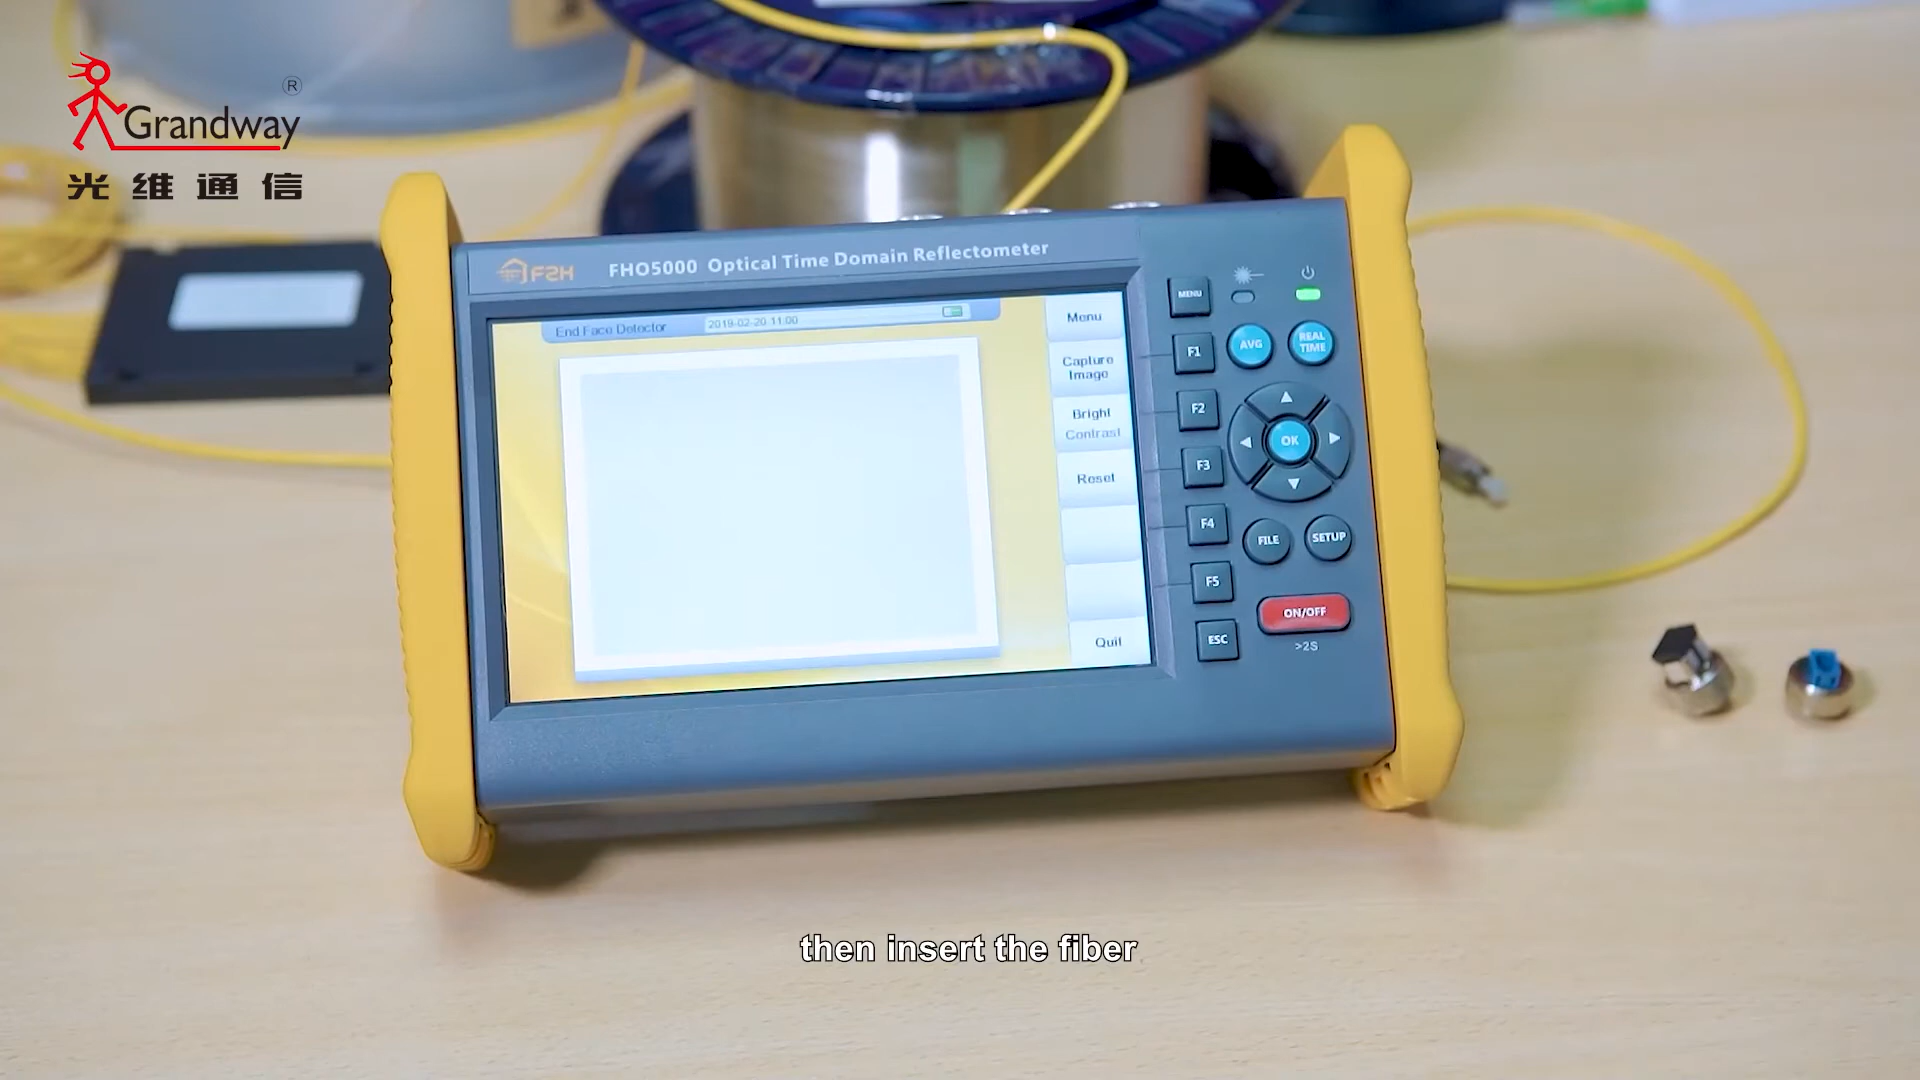 Grandway®
光维通信
F2H
FHO5000 Optical Time Domain Reflectometer
End Face Detector
2019-02-20 11:00
Menu
Capture
Image
Bright
Contrast
Reset
Quit
MENU
F1
F2
F3
F4
F5
ESC
AVG
REAL
TIME
OK
FILE
SETUP
ON/OFF
>2S
then insert the fiber